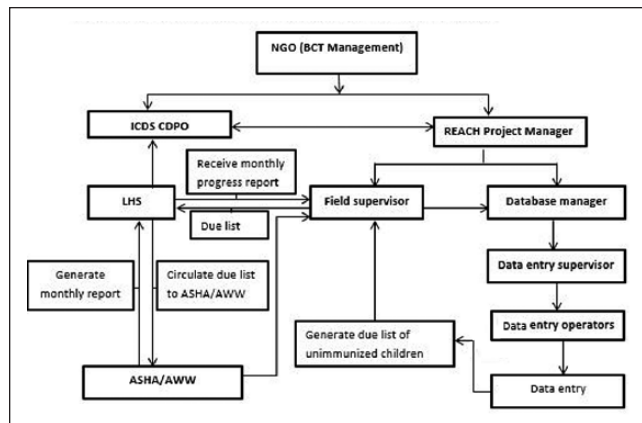 NGO (BCT Management)
ICDS CDPO
REACH Project Manager
Receive monthly
progress report
LHS
Field supervisor
Database manager
Due list
Generate
monthly report
Circulate due list
to ASHA/AWW
Data entry supervisor
Generate due list of
unimmunized children
Data entry operators
ASHA/AWW
Data entry